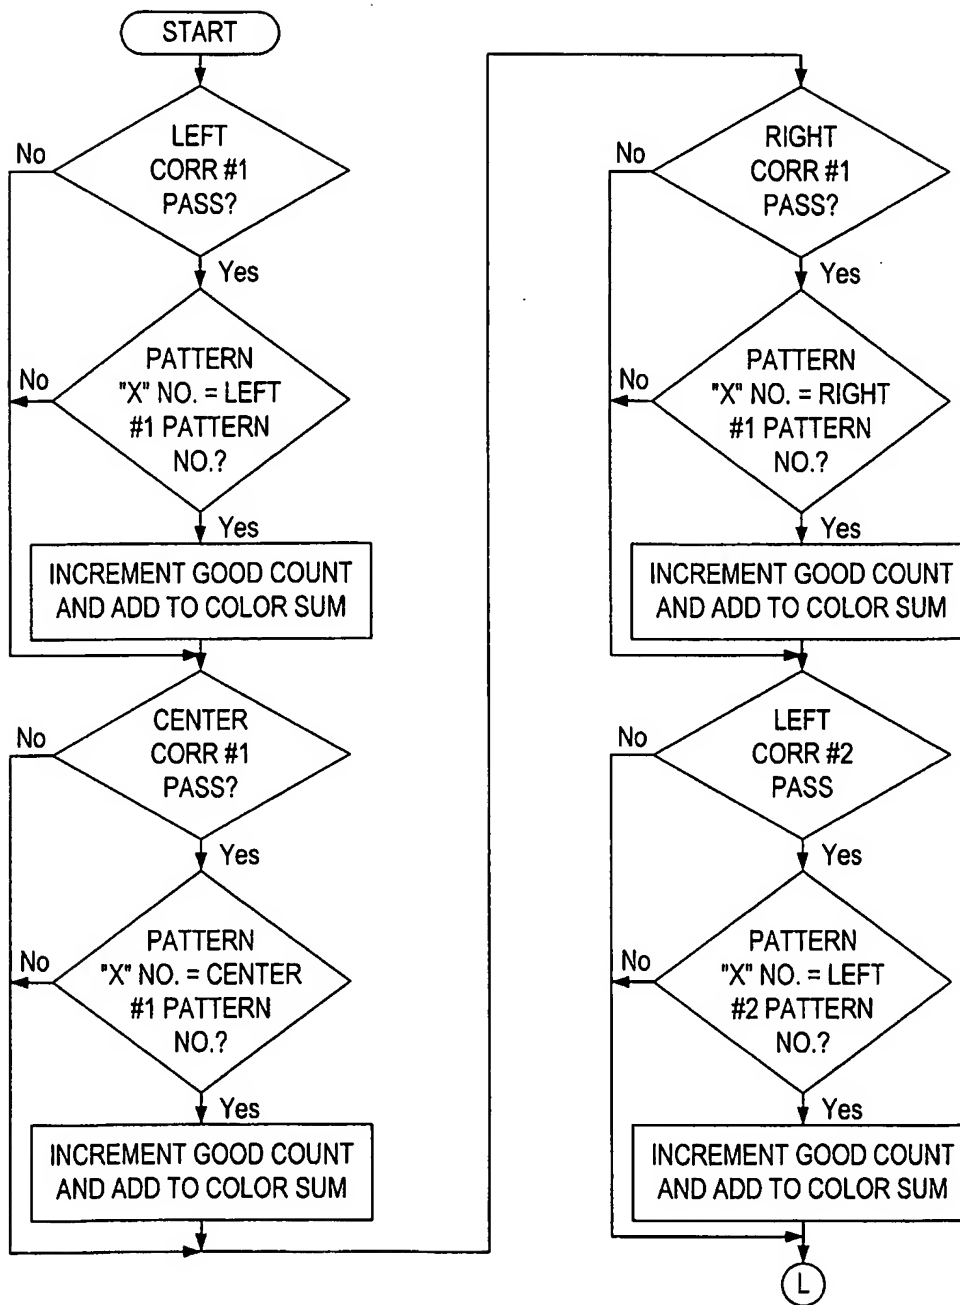 START
LEFT
CORR #1
PASS?
No
Yes
PATTERN
"X" NO. = LEFT
#1 PATTERN
NO.?
No
Yes
INCREMENT GOOD COUNT
AND ADD TO COLOR SUM
CENTER
CORR #1
PASS?
No
Yes
PATTERN
"X" NO. = CENTER
#1 PATTERN
NO.?
No
Yes
INCREMENT GOOD COUNT
AND ADD TO COLOR SUM
RIGHT
CORR #1
PASS?
No
Yes
PATTERN
"X" NO. = RIGHT
#1 PATTERN
NO.?
No
Yes
INCREMENT GOOD COUNT
AND ADD TO COLOR SUM
LEFT
CORR #2
PASS
No
Yes
PATTERN
"X" NO. = LEFT
#2 PATTERN
NO.?
No
Yes
INCREMENT GOOD COUNT
AND ADD TO COLOR SUM
L